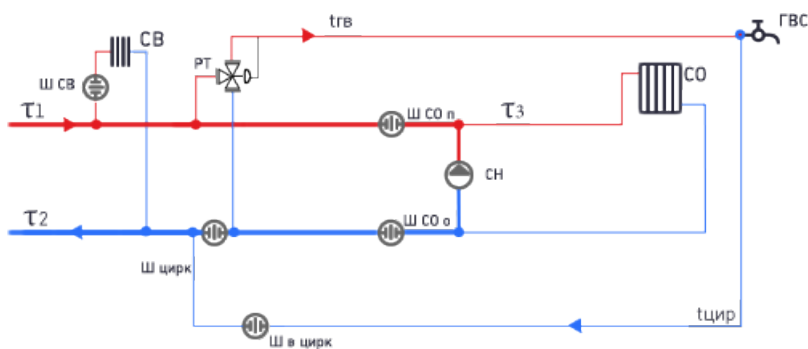 tгв
ГВС
СВ
РТ
Ш СВ
СО
τ1
Ш СО п
τ3
СН
τ2
Ш СО о
Ш цирк
tцир
Ш в цирк